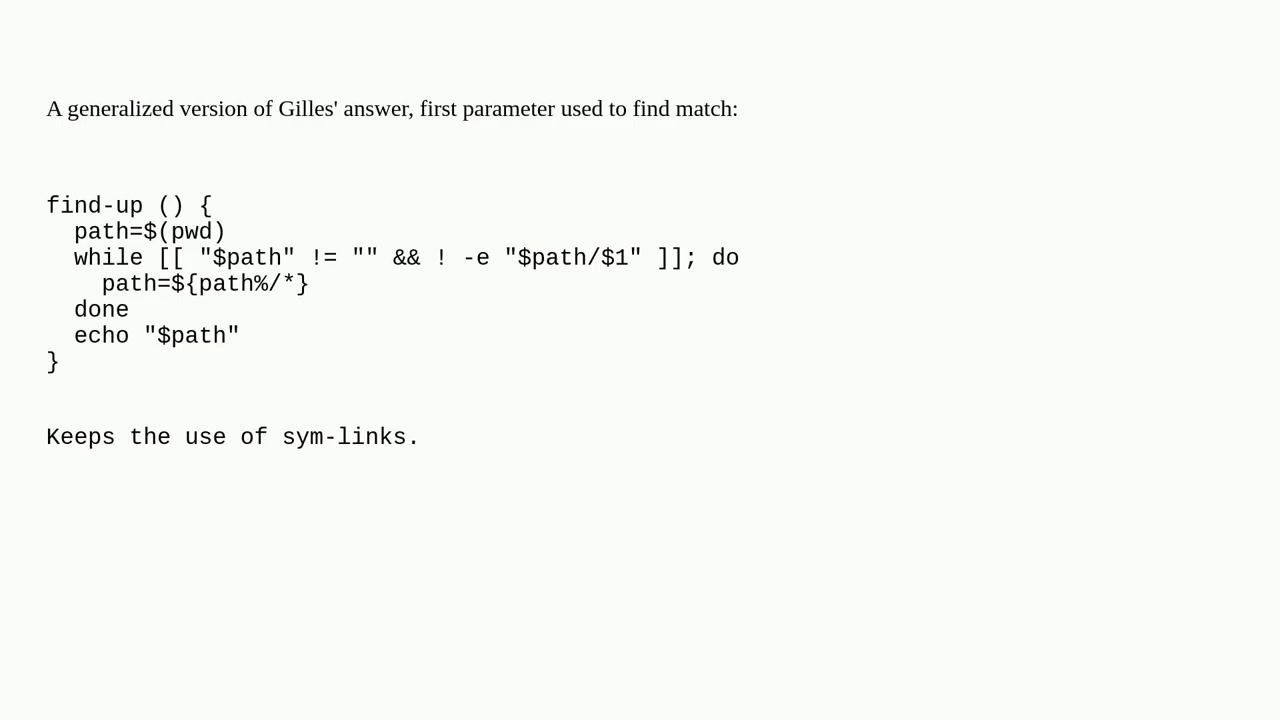 A generalized version of Gilles' answer, first parameter used to find match:
find-up () {
  path=$(pwd)
  while [[ "$path" != "" && ! -e "$path/$1" ]]; do
    path=${path%/*}
  done
  echo "$path"
}
Keeps the use of sym-links.